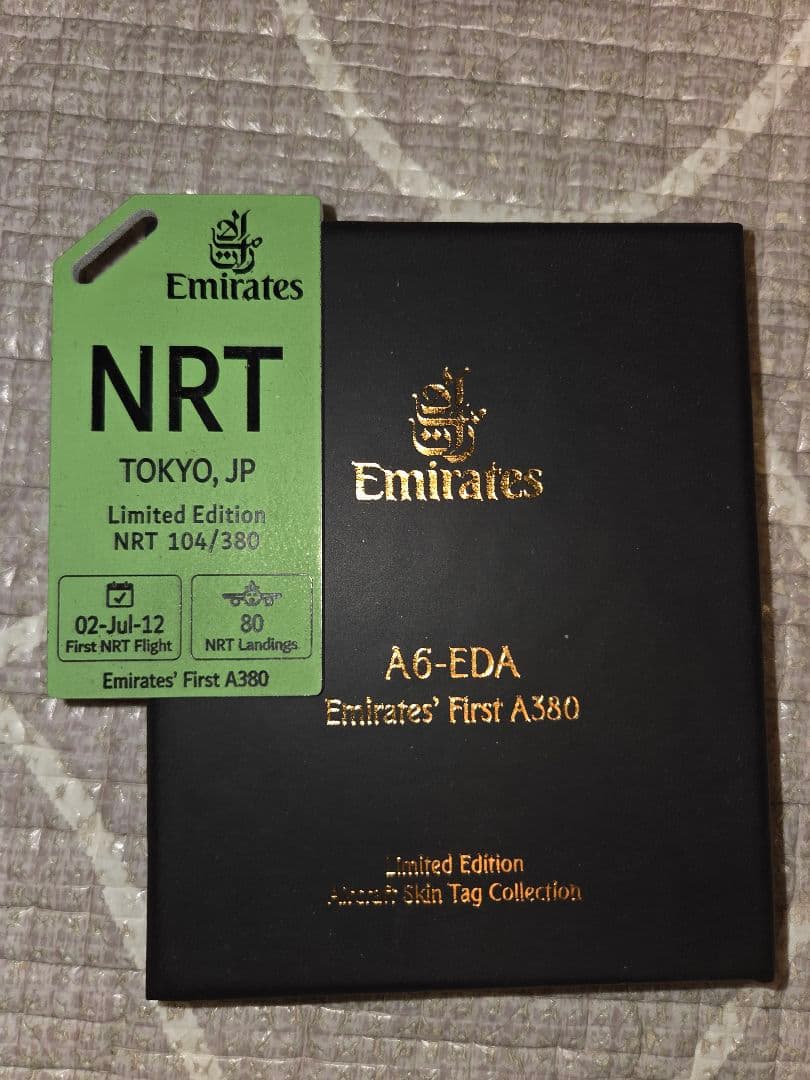 Emirates
NRT
TOKYO, JP
Limited Edition
NRT 104/380
02-Jul-12
First NRT Flight
80
NRT Landings
Emirates' First A380
Emirates
A6-EDA
Emirates' First A380
Limited Edition
Aircraft Skin Tag Collection